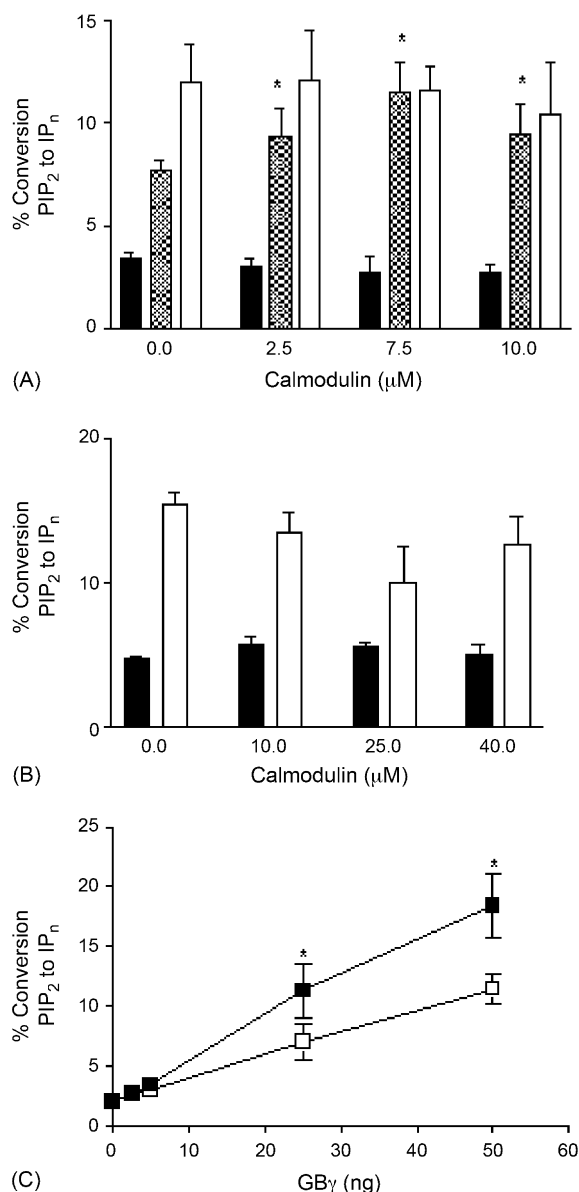 15
10
5
0
% Conversion
PIP2 to IPn
*
*
*
0.0 2.5 7.5 10.0
(A) Calmodulin (μM)
20
10
0
% Conversion
PIP2 to IPn
0.0 10.0 25.0 40.0
(B) Calmodulin (μM)
25
20
15
10
5
0
% Conversion
PIP2 to IPn
*
*
0 10 20 30 40 50 60
(C) GBγ (ng)